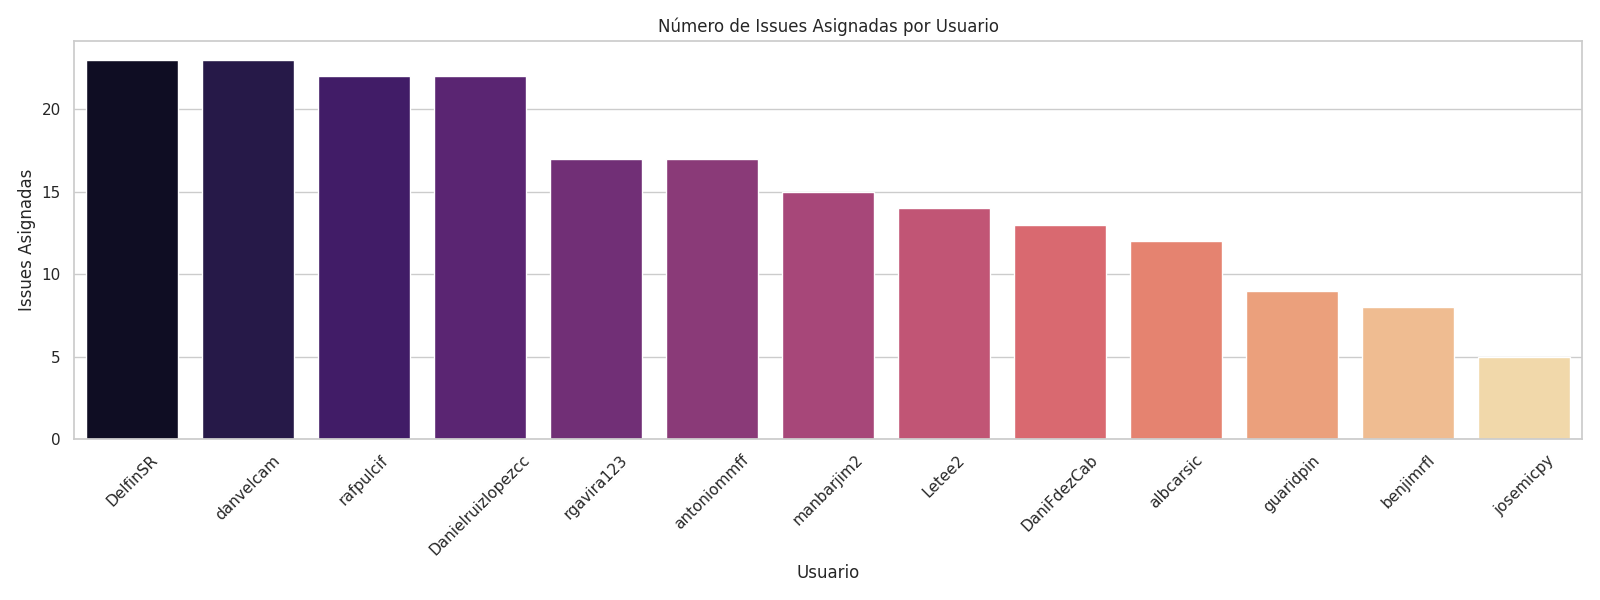 Número de Issues Asignadas por Usuario
Issues Asignadas
20
15
10
5
0
DelfinSR
danvelcam
rafpulcif
Danielruizlopezcc
rgavira123
antoniommff
manbarjim2
Letee2
DaniFdezCab
albcarsic
guaridpin
benjimrfl
josemicpy
Usuario